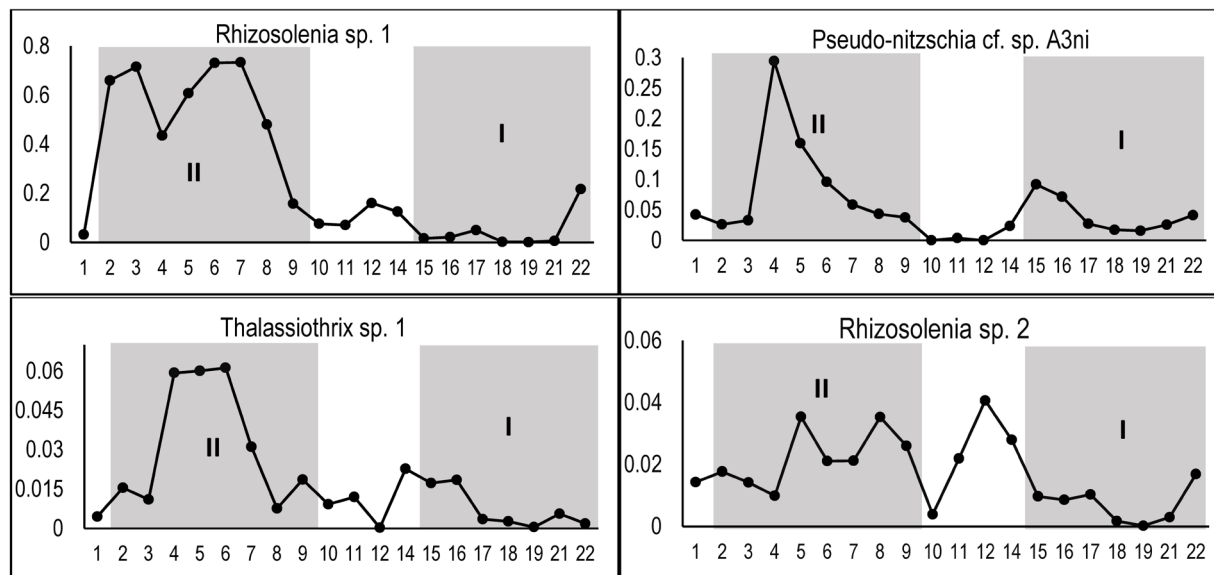 Rhizosolenia sp. 1
0.8
0.6
0.4
0.2
0
II
I
1 2 3 4 5 6 7 8 9 10 11 12 14 15 16 17 18 19 21 22
Pseudo-nitzschia cf. sp. A3ni
0.3
0.25
0.2
0.15
0.1
0.05
0
II
I
1 2 3 4 5 6 7 8 9 10 11 12 14 15 16 17 18 19 21 22
Thalassiothrix sp. 1
0.06
0.045
0.03
0.015
0
II
I
1 2 3 4 5 6 7 8 9 10 11 12 14 15 16 17 18 19 21 22
Rhizosolenia sp. 2
0.06
0.04
0.02
0
II
I
1 2 3 4 5 6 7 8 9 10 11 12 14 15 16 17 18 19 21 22